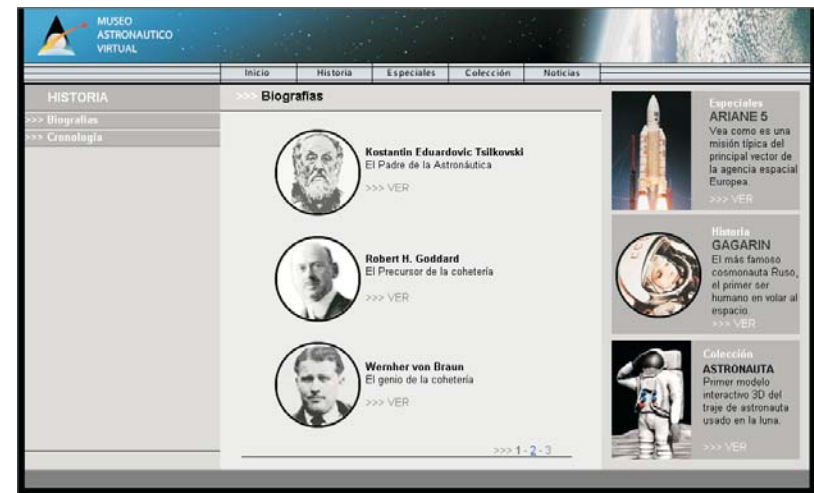 MUSEO
ASTRONAUTICO
VIRTUAL
Inicio Historia Especiales Colección Noticias
HISTORIA
>>> Biografias
>>> Cronología
>>> Biografias
Kostantin Eduardovic Tsilkovski
El Padre de la Astronáutica
>>> VER
Robert H. Goddard
El Precursor de la cohetería
>>> VER
Wernher von Braun
El genio de la cohetería
>>> VER
>>> 1 - 2 - 3
Especiales
ARIANE 5
Vea como es una
misión típica del
principal vector de
la agencia espacial
Europea.
>>> VER
Historia
GAGARIN
El más famoso
cosmonauta Ruso,
el primer ser
humano en volar al
espacio.
>>> VER
Colección
ASTRONAUTA
Primer modelo
interactivo 3D del
traje de astronauta
usado en la luna.
>>> VER